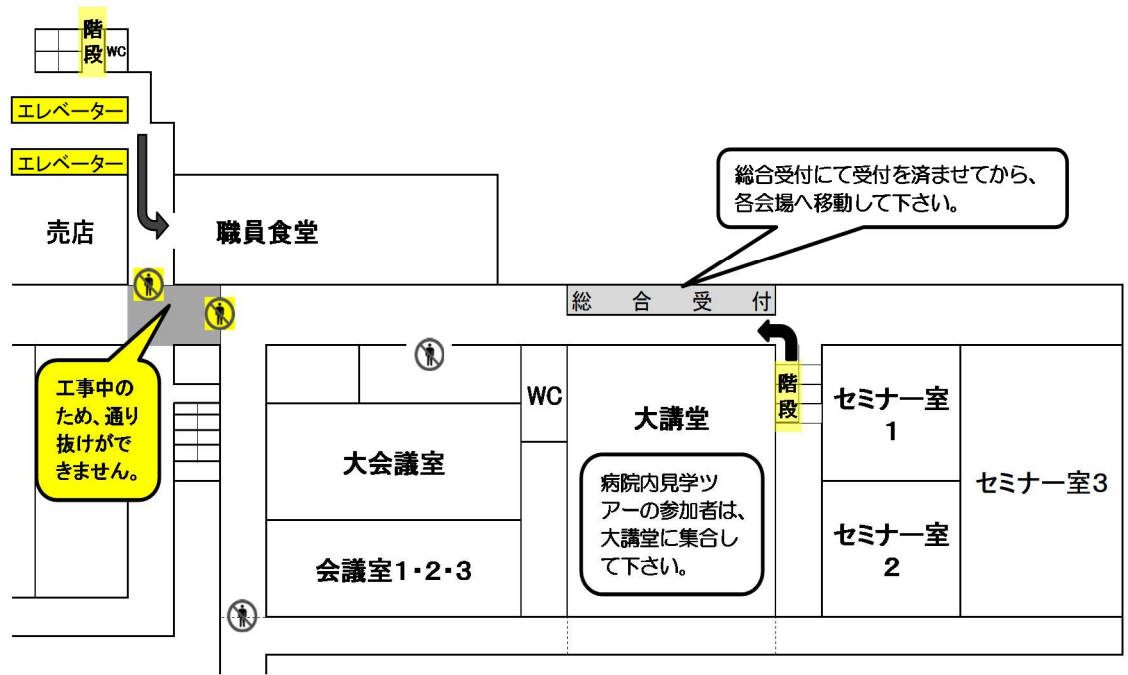 階
段
WC
エレベーター
エレベーター
売店
職員食堂
総合受付にて受付を済ませてから、
各会場へ移動して下さい。
総 合 受 付
工事中の
ため、通り
抜けがで
きません。
WC
大会議室
会議室1・2・3
大講堂
病院内見学ツ
アーの参加者は、
大講堂に集合し
て下さい。
階
段
セミナー室
1
セミナー室
2
セミナー室3